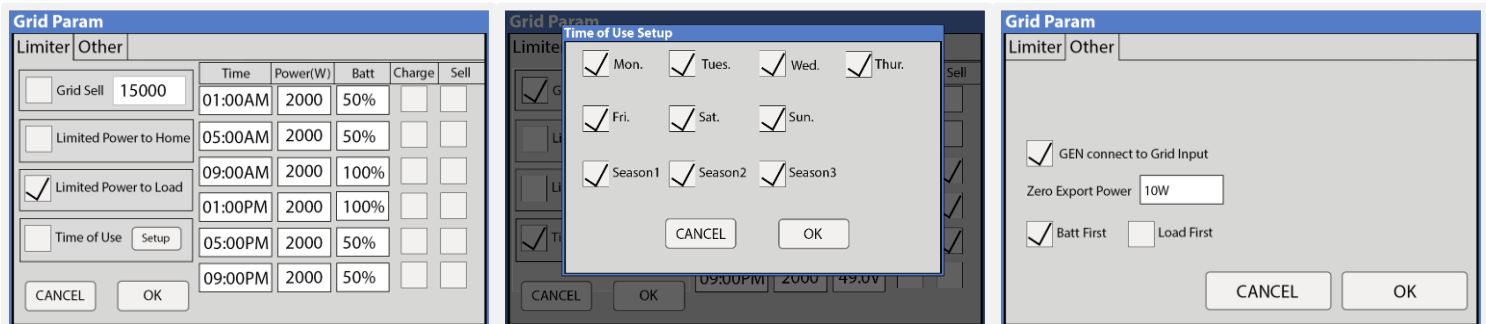 Grid Param
Limiter Other
Time Power(W) Batt Charge Sell
Grid Sell 15000
01:00AM 2000 50%
Limited Power to Home
05:00AM 2000 50%
09:00AM 2000 100%
Limited Power to Load
01:00PM 2000 100%
Time of Use Setup
05:00PM 2000 50%
09:00PM 2000 50%
CANCEL OK
Grid Param
Time of Use Setup
Limite
Mon. Tues. Wed. Thur.
Sell
G
Fri. Sat. Sun.
Li
Season1 Season2 Season3
Li
Ti
CANCEL OK
09:00PM 2000 49.0V
CANCEL OK
Grid Param
Limiter Other
GEN connect to Grid Input
Zero Export Power 10W
Batt First Load First
CANCEL OK